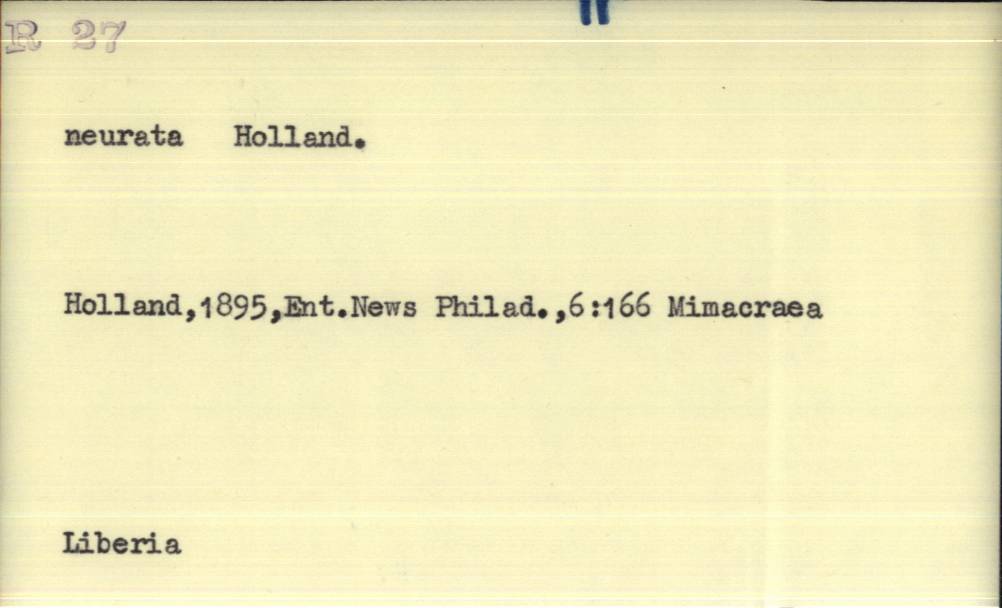 R 27
neurata Holland.
Holland,1895,Ent.News Philad.,6:166 Mimacraea
Liberia